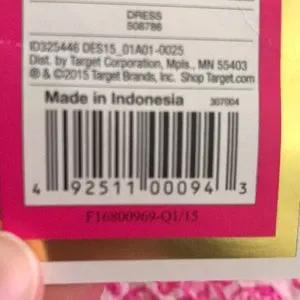 DRESS
508786
ID325446 DES15_01A01-0025
Dist. by Target Corporation, Mpls., MN 55403
® & ©2015 Target Brands, Inc. Shop Target.com
Made in Indonesia 307004
4 92511 00094 3
F16800969-Q1/15